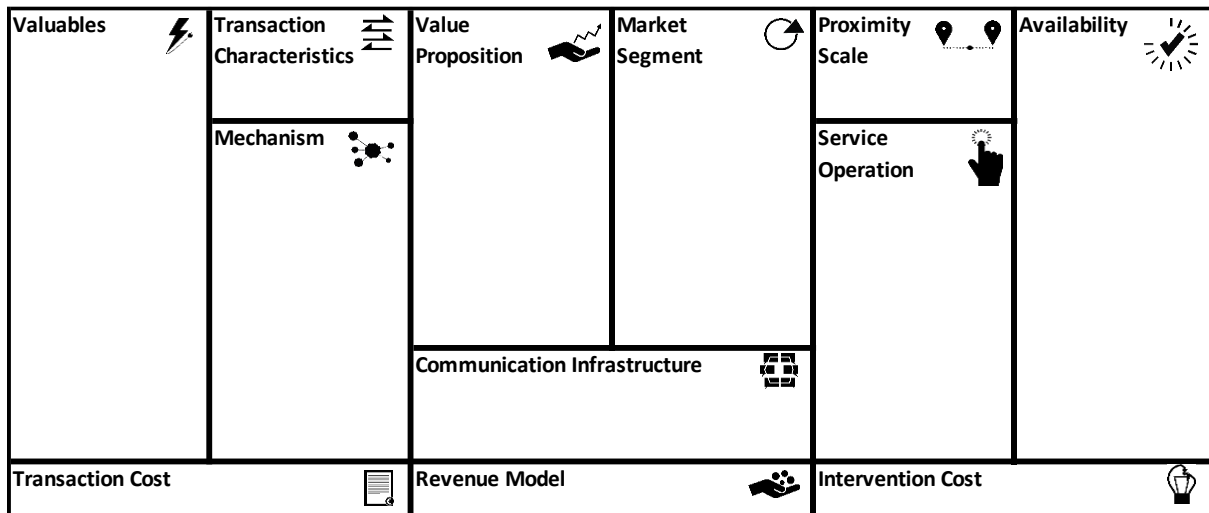 Valuables
Transaction
Characteristics
Value
Proposition
Market
Segment
Proximity
Scale
Availability
Mechanism
Service
Operation
Communication Infrastructure
Transaction Cost
Revenue Model
Intervention Cost